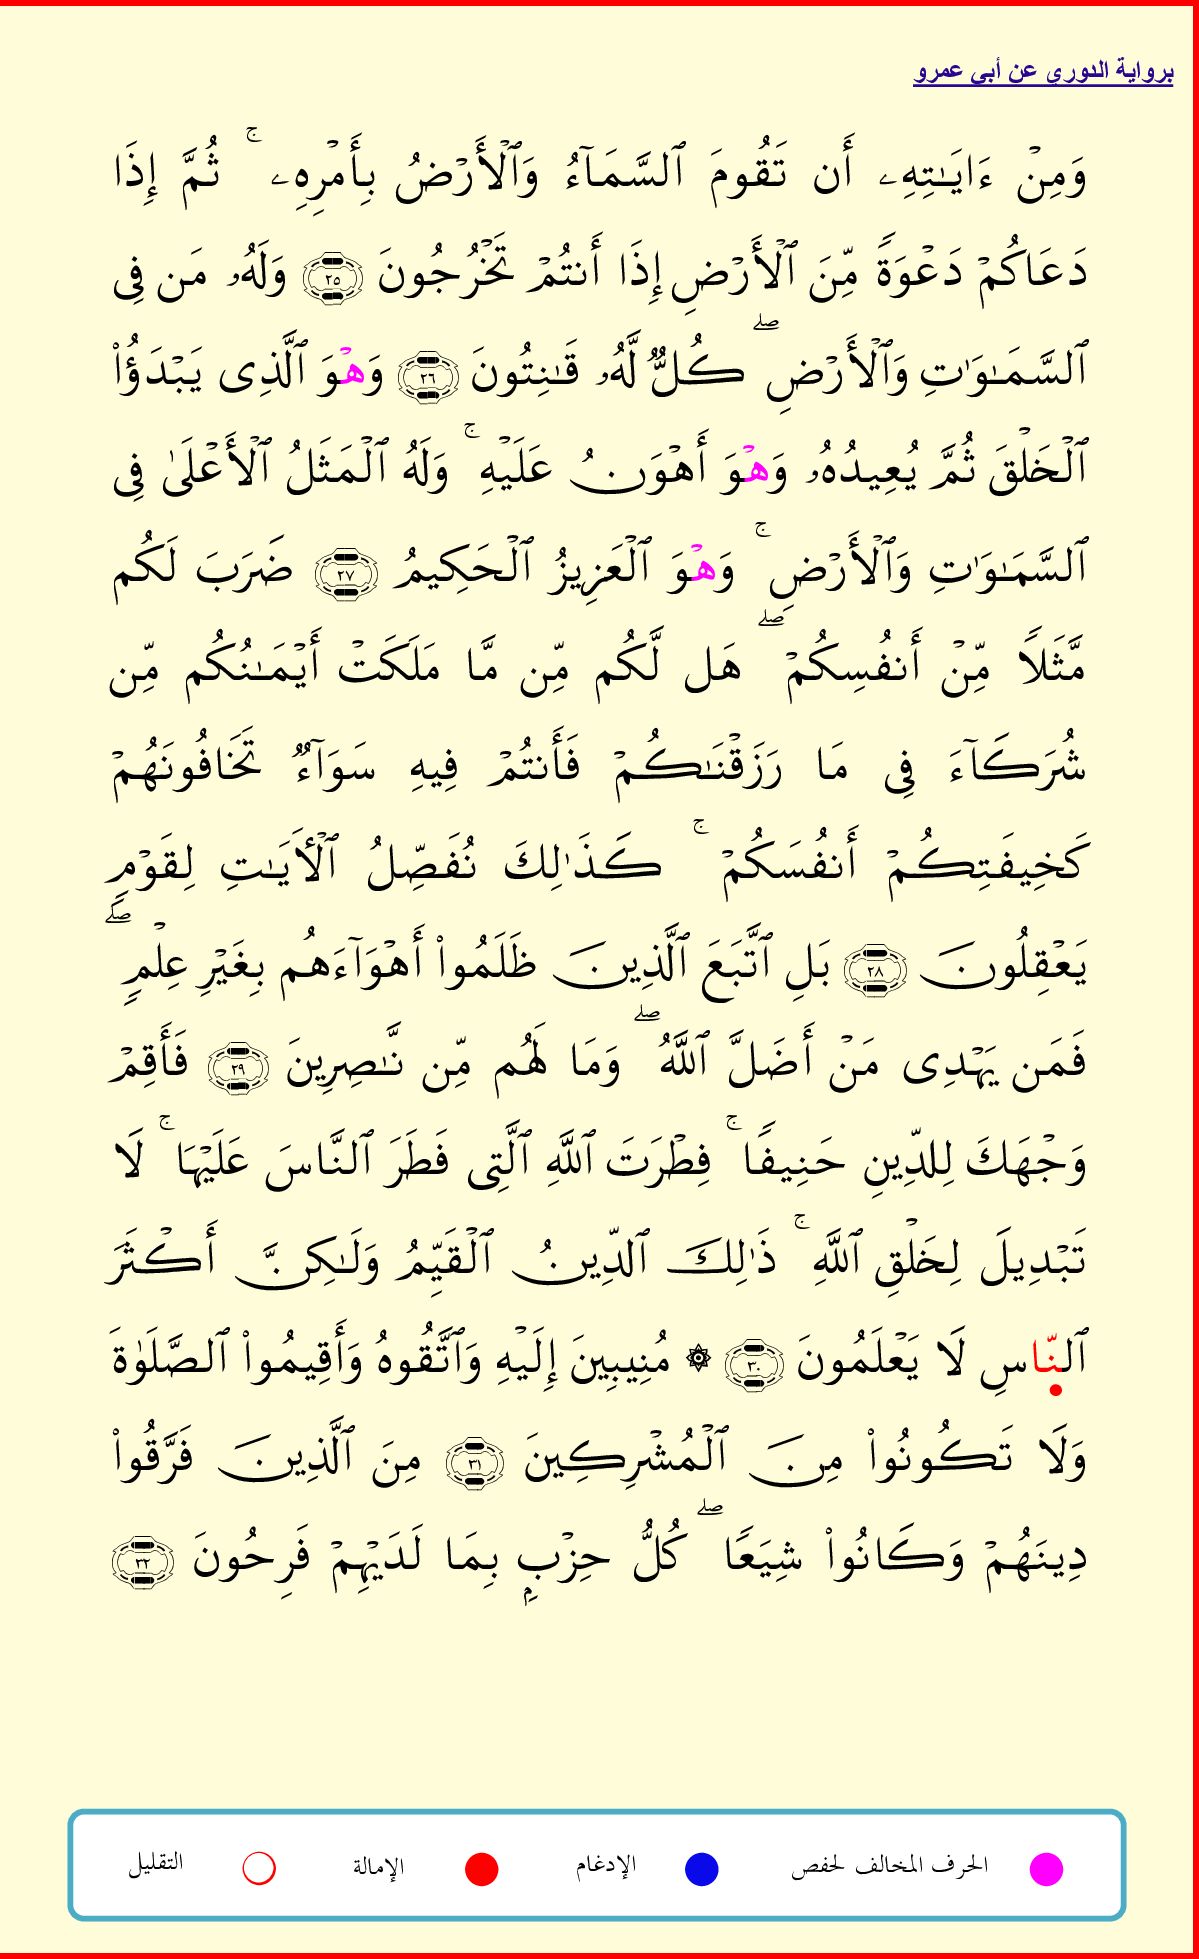 برواية الدوري عن أبي عمرو
وَمِنْ ءَايَـٰتِهِۦ أَن تَقُومَ ٱلسَّمَآءُ وَٱلْأَرْضُ بِأَمْرِهِۦ ۚ ثُمَّ إِذَا
دَعَاكُمْ دَعْوَةً مِّنَ ٱلْأَرْضِ إِذَا أَنتُمْ تَخْرُجُونَ ٢٥ وَلَهُۥ مَن فِى
ٱلسَّمَـٰوَٰتِ وَٱلْأَرْضِ ۖ كُلٌّ لَّهُۥ قَـٰنِتُونَ ٢٦ وَهْوَ ٱلَّذِى يَبْدَؤُا۟
ٱلْخَلْقَ ثُمَّ يُعِيدُهُۥ وَهْوَ أَهْوَنُ عَلَيْهِ ۚ وَلَهُ ٱلْمَثَلُ ٱلْأَعْلَىٰ فِى
ٱلسَّمَـٰوَٰتِ وَٱلْأَرْضِ ۚ وَهْوَ ٱلْعَزِيزُ ٱلْحَكِيمُ ٢٧ ضَرَبَ لَكُم
مَّثَلًا مِّنْ أَنفُسِكُمْ ۖ هَل لَّكُم مِّن مَّا مَلَكَتْ أَيْمَـٰنُكُم مِّن
شُرَكَآءَ فِى مَا رَزَقْنَـٰكُمْ فَأَنتُمْ فِيهِ سَوَآءٌ تَخَافُونَهُمْ
كَخِيفَتِكُمْ أَنفُسَكُمْ ۚ كَذَٰلِكَ نُفَصِّلُ ٱلْأَيَـٰتِ لِقَوْمٍ
يَعْقِلُونَ ٢٨ بَلِ ٱتَّبَعَ ٱلَّذِينَ ظَلَمُوا۟ أَهْوَآءَهُم بِغَيْرِ عِلْمٍ ۖ
فَمَن يَهْدِى مَنْ أَضَلَّ ٱللَّهُ ۖ وَمَا لَهُم مِّن نَّـٰصِرِينَ ٢٩ فَأَقِمْ
وَجْهَكَ لِلدِّينِ حَنِيفًا ۚ فِطْرَتَ ٱللَّهِ ٱلَّتِى فَطَرَ ٱلنَّاسَ عَلَيْهَا ۚ لَا
تَبْدِيلَ لِخَلْقِ ٱللَّهِ ۚ ذَٰلِكَ ٱلدِّينُ ٱلْقَيِّمُ وَلَـٰكِنَّ أَكْثَرَ
ٱلنّاسِ لَا يَعْلَمُونَ ٣٠ ۞ مُنِيبِينَ إِلَيْهِ وَٱتَّقُوهُ وَأَقِيمُوا۟ ٱلصَّلَوٰةَ
وَلَا تَكُونُوا۟ مِنَ ٱلْمُشْرِكِينَ ٣١ مِنَ ٱلَّذِينَ فَرَّقُوا۟
دِينَهُمْ وَكَانُوا۟ شِيَعًا ۖ كُلُّ حِزْبٍۭ بِمَا لَدَيْهِمْ فَرِحُونَ ٣٢
الحرف المخالف لحفص الإدغام الإمالة التقليل